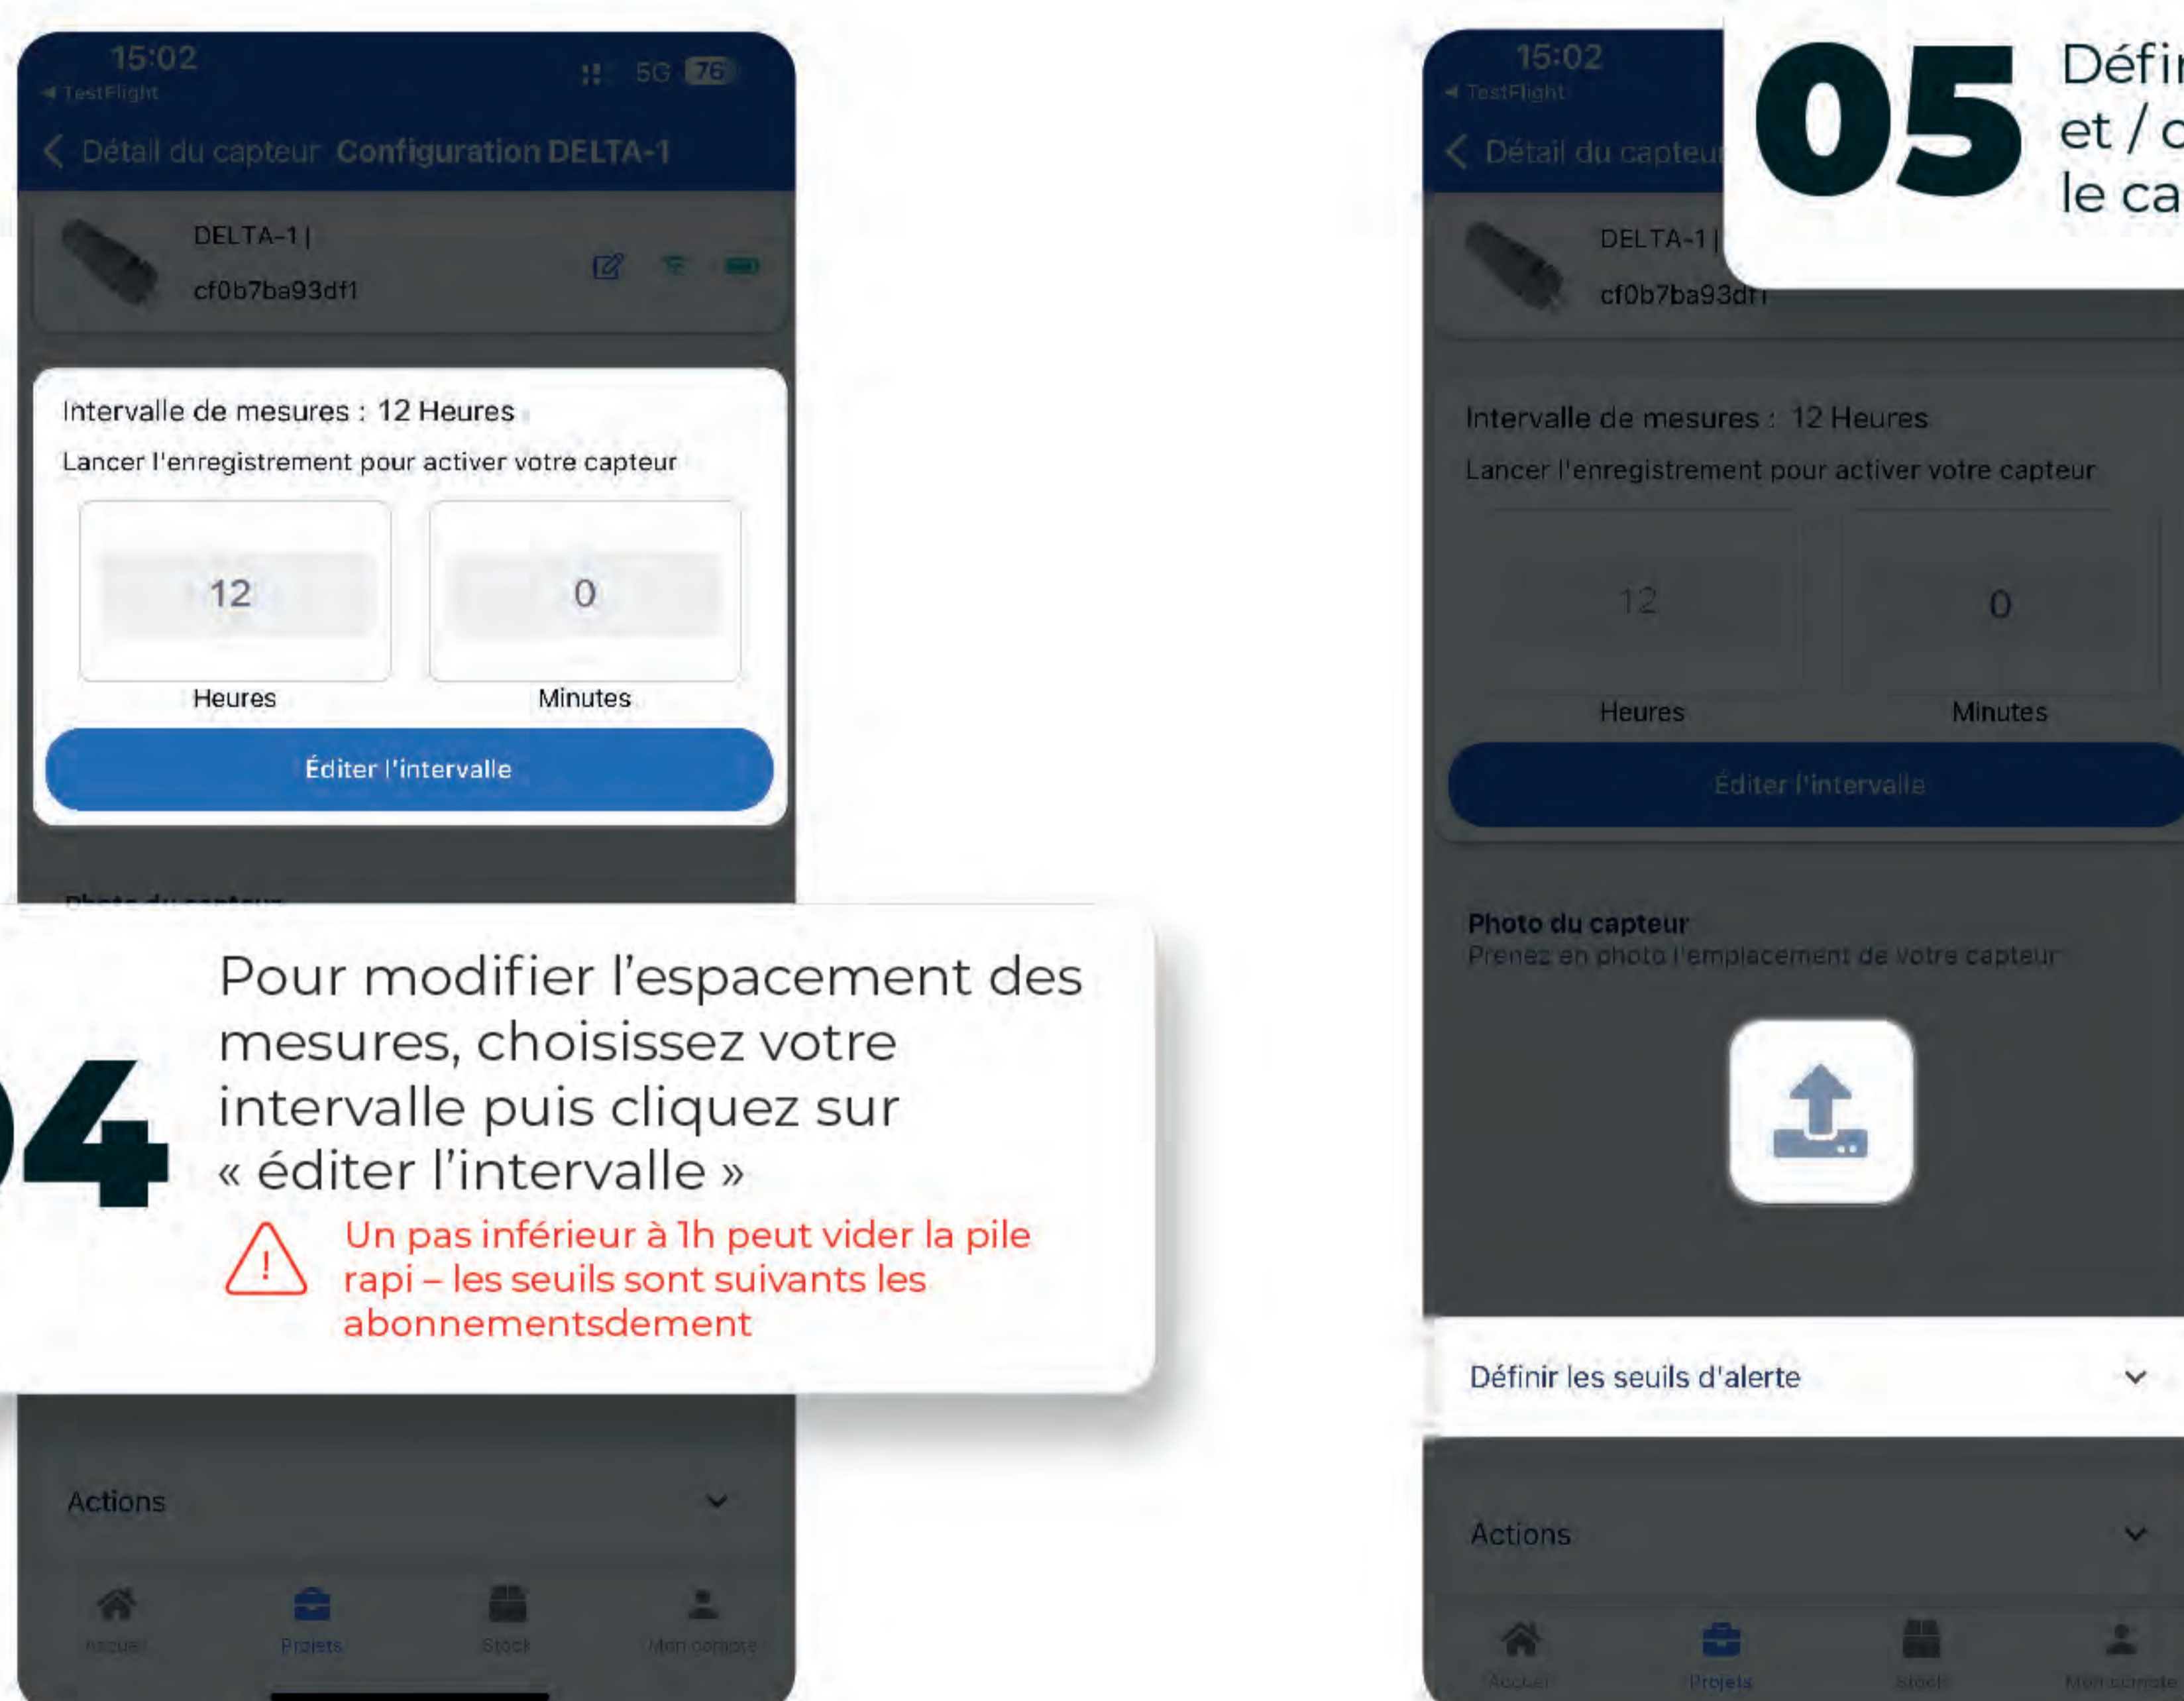 15:02
5G 76
TestFlight
Détail du capteur Configuration DELTA-1
DELTA-1 |
cf0b7ba93df1
Intervalle de mesures : 12 Heures
Lancer l'enregistrement pour activer votre capteur
12
0
Heures
Minutes
Éditer l'intervalle
Photo du capteur
04
Pour modifier l’espacement des
mesures, choisissez votre
intervalle puis cliquez sur
« éditer l’intervalle »
Un pas inférieur à 1h peut vider la pile
rapi – les seuils sont suivants les
abonnementsdement
Actions
Accueil
Projets
Stock
Mon compte
15:02
TestFlight
Détail du capteur
05
et / o
DELTA-1 |
cf0b7ba93df1
Intervalle de mesures : 12 Heures
Lancer l'enregistrement pour activer votre capteur
12
0
Heures
Minutes
Éditer l'intervalle
Photo du capteur
Prenez en photo l'emplacement de votre capteur
Définir les seuils d'alerte
Actions
Accueil
Projets
Stock
Mon compte